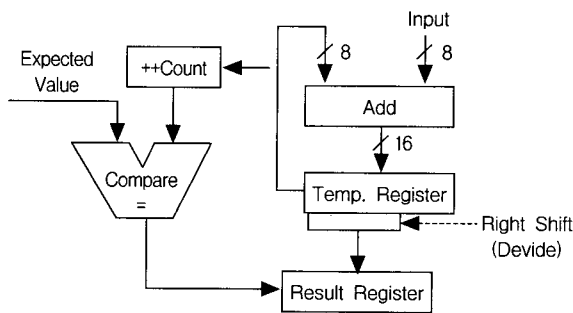 Input
8
8
Expected
Value
++Count
Add
16
Compare
=
Temp. Register
Right Shift
(Devide)
Result Register